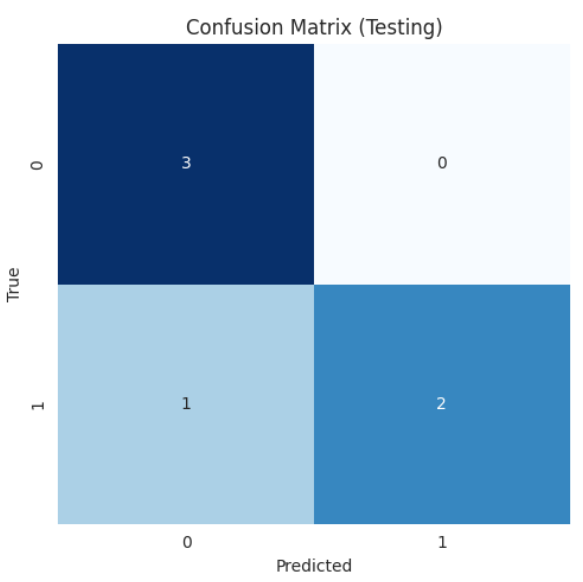 Confusion Matrix (Testing)
True
0
3
0
1
1
2
0
1
Predicted